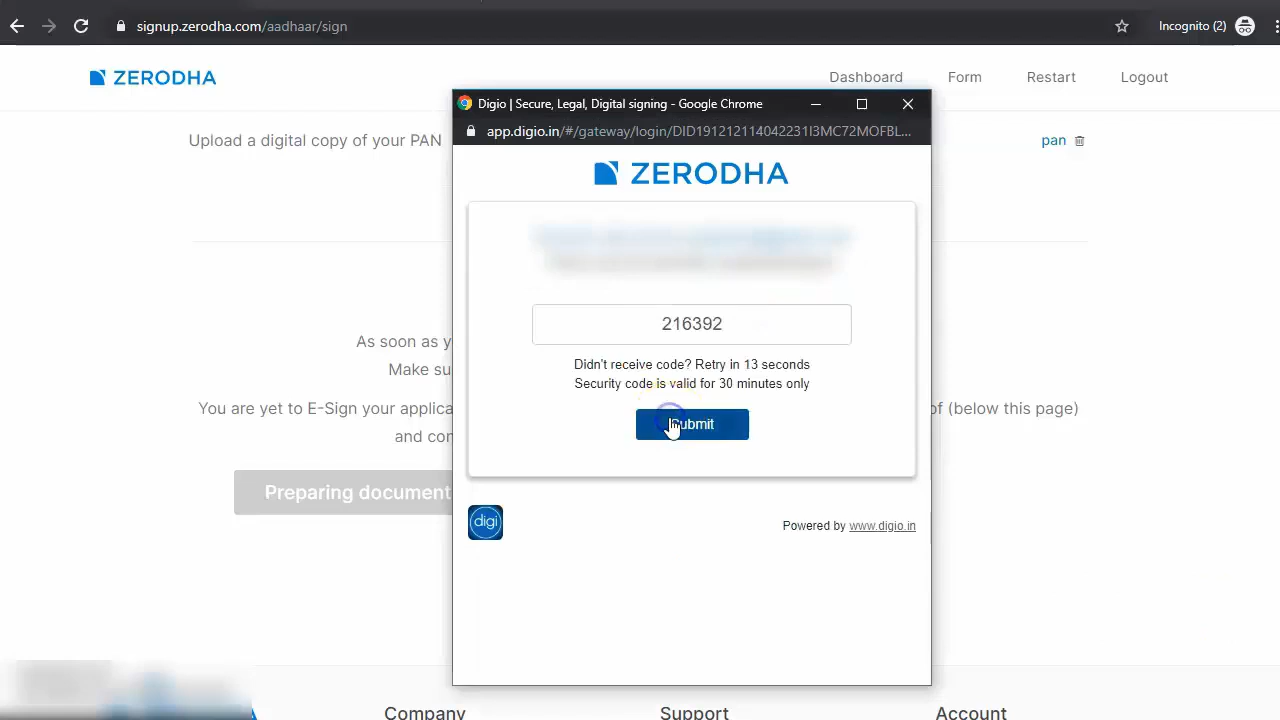 signup.zerodha.com/aadhaar/sign
Incognito (2)
ZERODHA
Dashboard
Form
Restart
Logout
Upload a digital copy of your PAN
pan
As soon as y
Make su
You are yet to E-Sign your applica
of (below this page)
and con
Preparing document
Digio | Secure, Legal, Digital signing - Google Chrome
app.digio.in/#/gateway/login/DID191212114042231I3MC72MOFBL...
ZERODHA
216392
Didn't receive code? Retry in 13 seconds
Security code is valid for 30 minutes only
Submit
digi
Powered by www.digio.in
Company
Support
Account